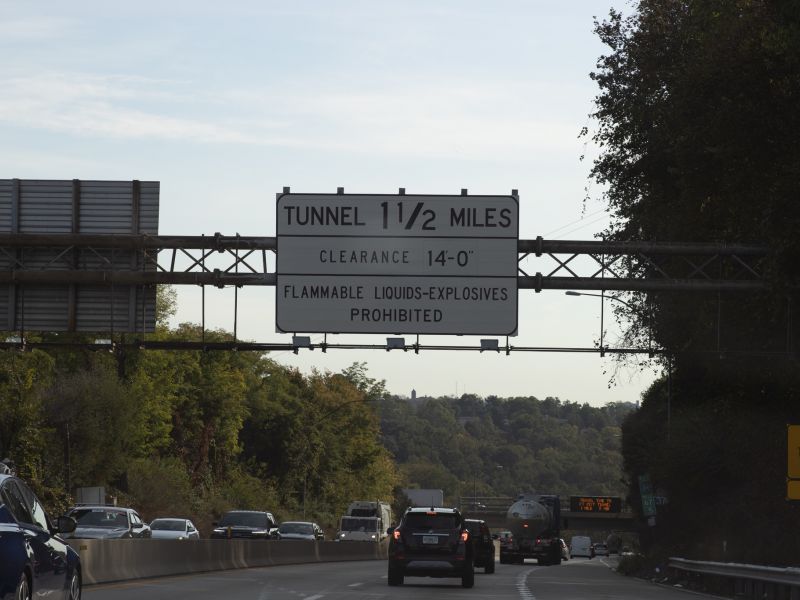 TUNNEL 1 1/2 MILES
CLEARANCE 14'-0"
FLAMMABLE LIQUIDS-EXPLOSIVES
PROHIBITED